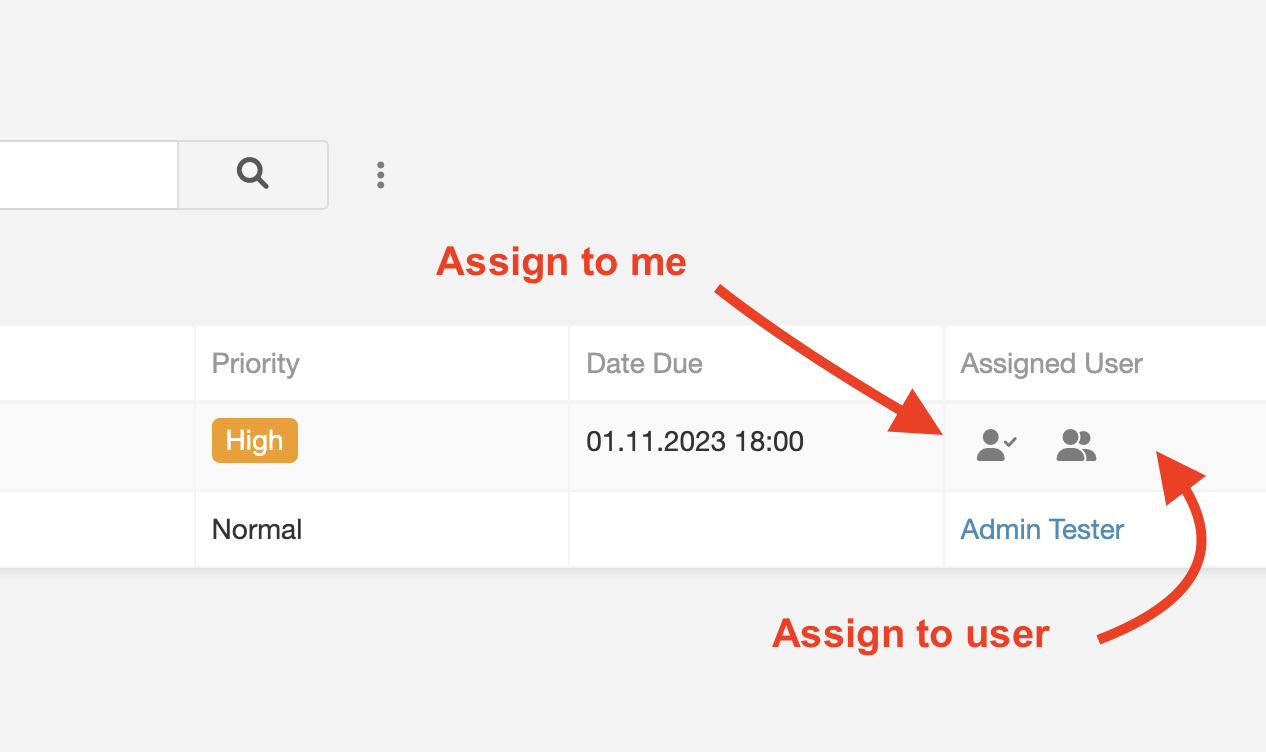 Assign to me
Priority Date Due Assigned User
High 01.11.2023 18:00
Normal Admin Tester
Assign to user